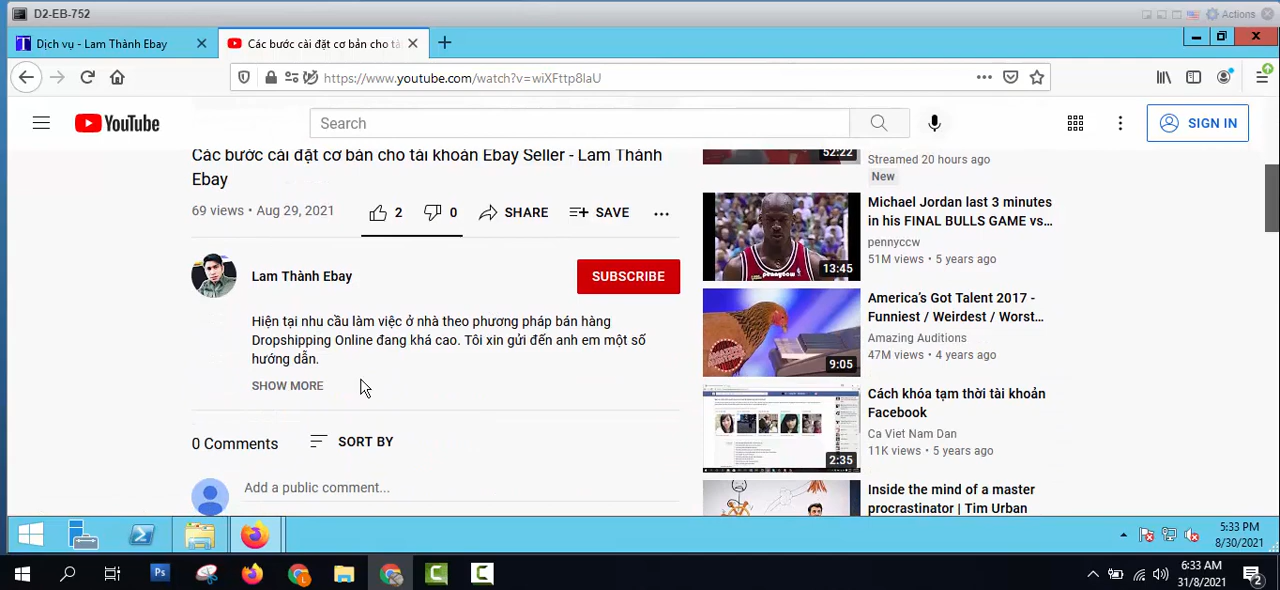 D2-EB-752
Actions
Dịch vụ - Lam Thành Ebay
Các bước cài đặt cơ bản cho tà
https://www.youtube.com/watch?v=wiXFttp8laU
YouTube
Search
SIGN IN
Các bước cài đặt cơ bản cho tài khoản Ebay Seller - Lam Thành
Ebay
69 views • Aug 29, 2021
2
0
SHARE
SAVE
Lam Thành Ebay
SUBSCRIBE
Hiện tại nhu cầu làm việc ở nhà theo phương pháp bán hàng
Dropshipping Online đang khá cao. Tôi xin gửi đến anh em một số
hướng dẫn.
SHOW MORE
0 Comments
SORT BY
Add a public comment...
52:22
Streamed 20 hours ago
New
Michael Jordan last 3 minutes
in his FINAL BULLS GAME vs...
pennyccw
51M views • 5 years ago
13:45
America's Got Talent 2017 -
Funniest / Weirdest / Worst...
Amazing Auditions
47M views • 4 years ago
9:05
Cách khóa tạm thời tài khoản
Facebook
Ca Viet Nam Dan
11K views • 5 years ago
2:35
Inside the mind of a master
procrastinator | Tim Urban
5:33 PM
8/30/2021
Ps
6:33 AM
31/8/2021
2